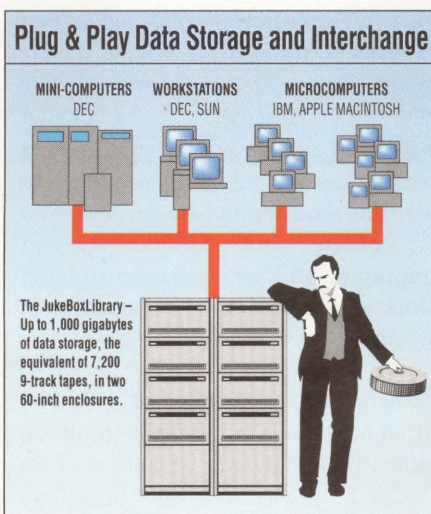 Plug & Play Data Storage and Interchange
MINI-COMPUTERS
DEC
WORKSTATIONS
DEC, SUN
MICROCOMPUTERS
IBM, APPLE MACINTOSH
The JukeBoxLibrary –
Up to 1,000 gigabytes
of data storage, the
equivalent of 7,200
9-track tapes, in two
60-inch enclosures.